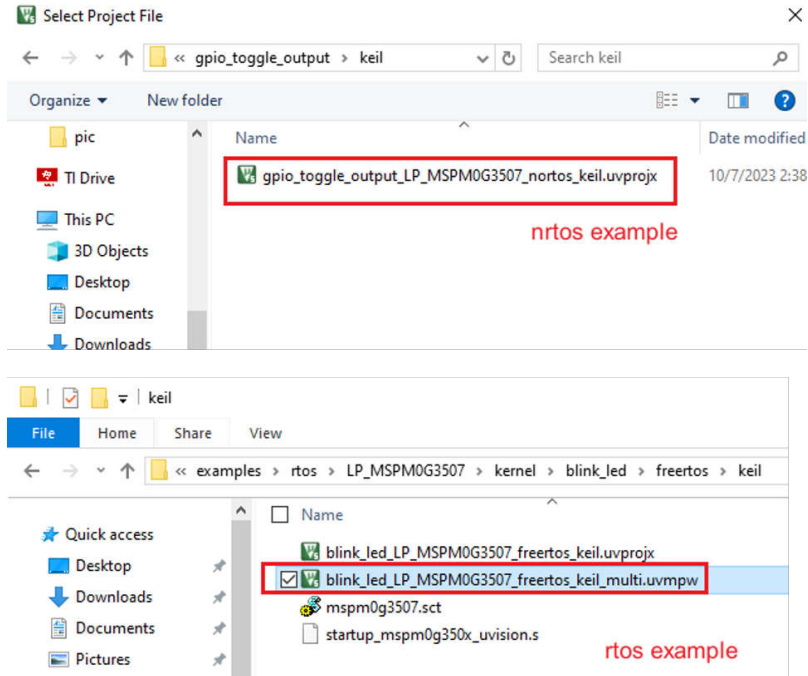 Select Project File
« gpio_toggle_output › keil
Search keil
Organize
New folder
pic
Name
Date modified
TI Drive
gpio_toggle_output_LP_MSPM0G3507_nortos_keil.uvprojx
10/7/2023 2:38
This PC
nrtos example
3D Objects
Desktop
Documents
Downloads
keil
File
Home
Share
View
« examples › rtos › LP_MSPM0G3507 › kernel › blink_led › freertos › keil
Name
Quick access
blink_led_LP_MSPM0G3507_freertos_keil.uvprojx
Desktop
blink_led_LP_MSPM0G3507_freertos_keil_multi.uvmpw
Downloads
mspm0g3507.sct
Documents
startup_mspm0g350x_uvision.s
Pictures
rtos example